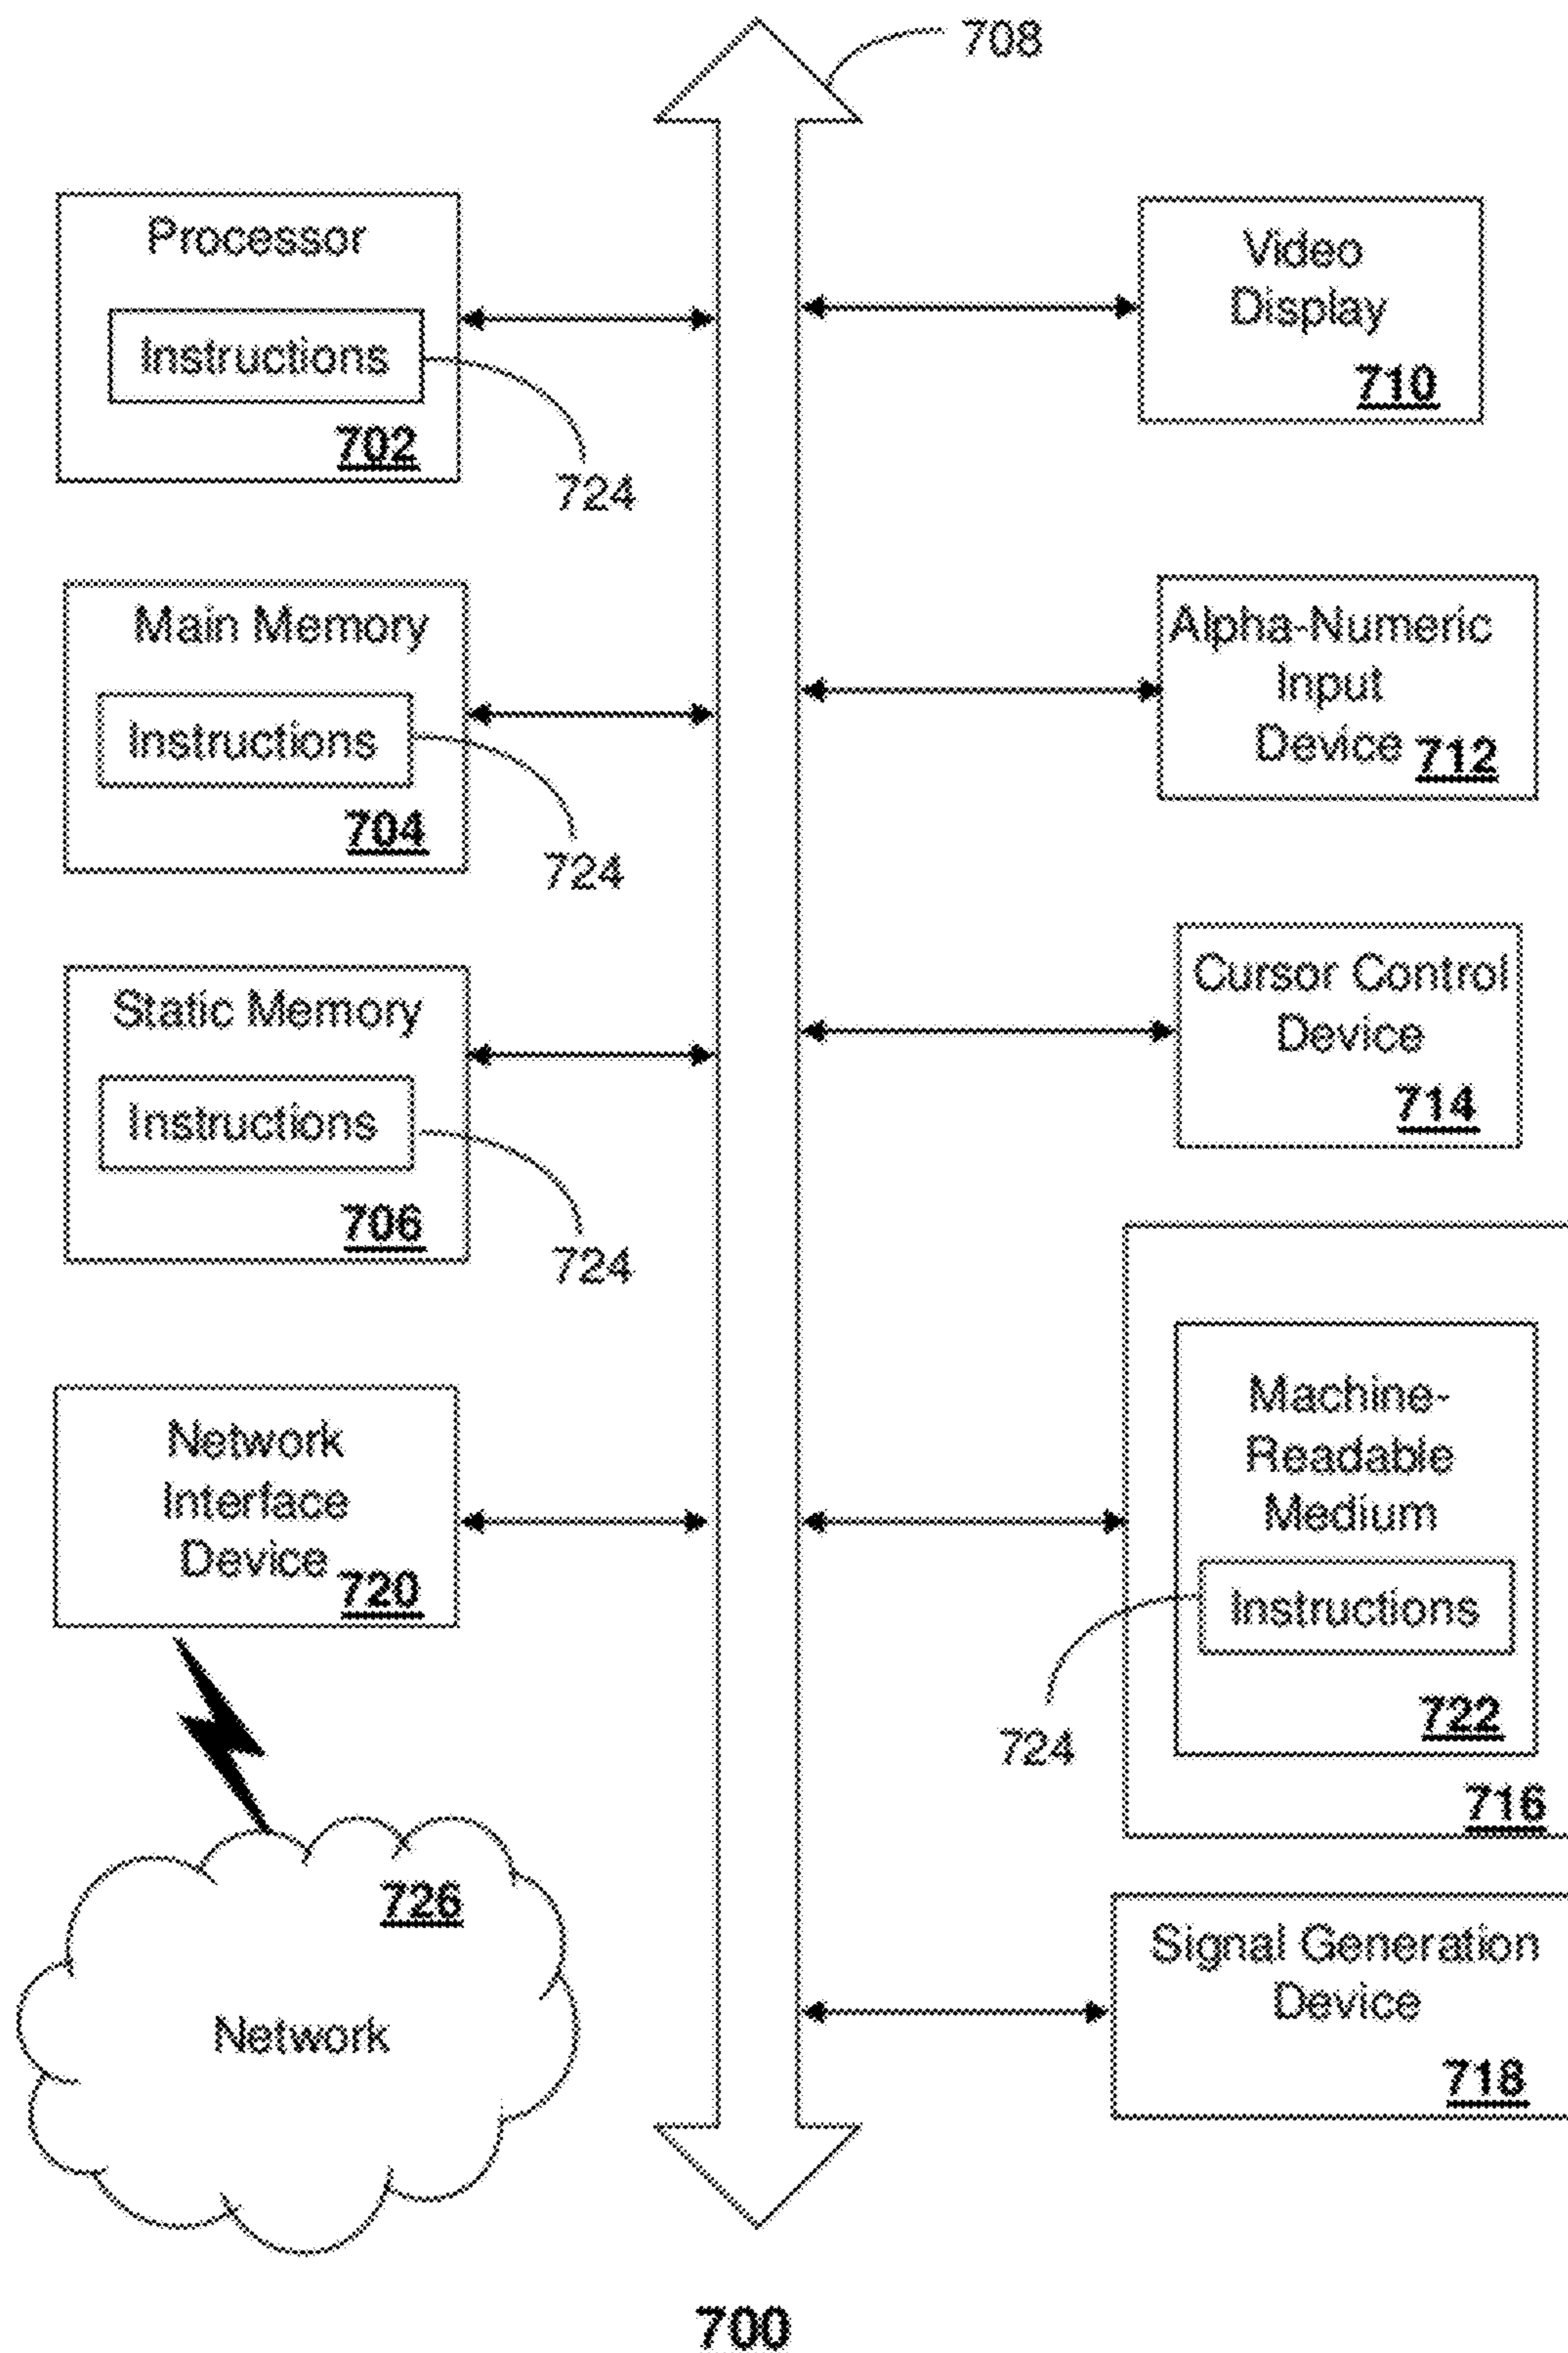 708
Processor
Instructions
702
724
Video
Display
710
Main Memory
Instructions
704
724
Alpha-Numeric
Input
Device 712
Static Memory
Instructions
706
724
Cursor Control
Device
714
Network
Interface
Device 720
Machine-
Readable
Medium
Instructions
722
724
716
726
Network
Signal Generation
Device
718
700